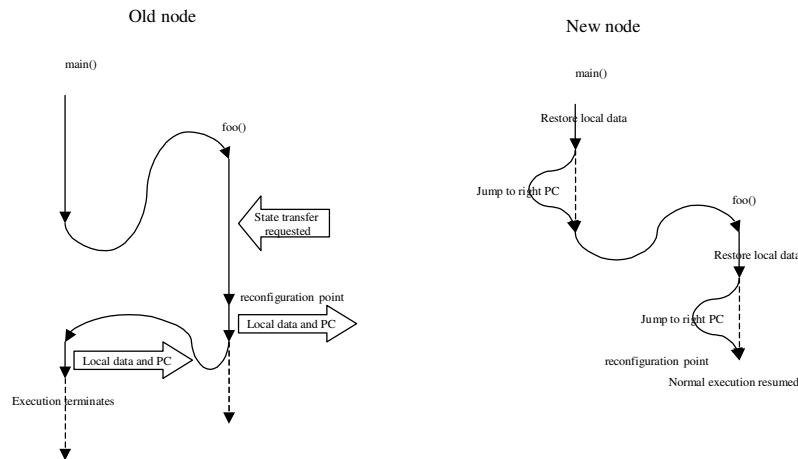 Old node
main()
foo()
State transfer
requested
reconfiguration point
Local data and PC
Local data and PC
Execution terminates
New node
main()
Restore local data
Jump to right PC
foo()
Restore local data
Jump to right PC
reconfiguration point
Normal execution resumed